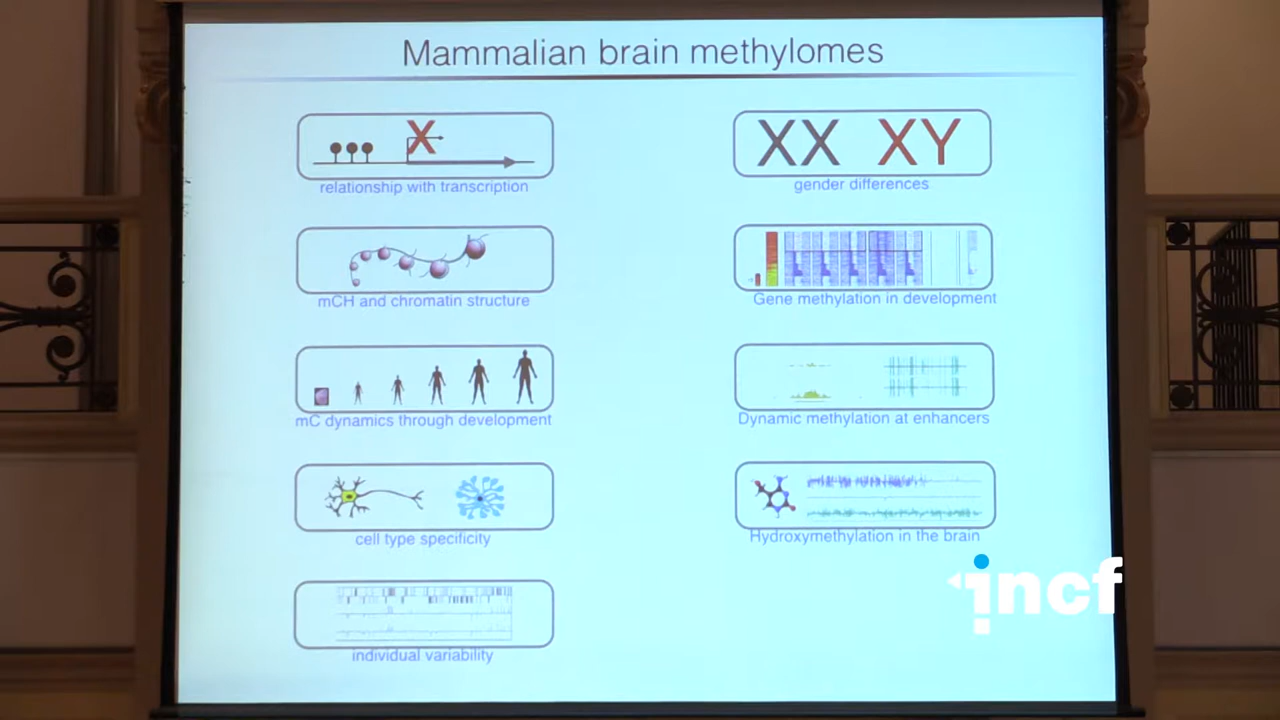 Mammalian brain methylomes
X
relationship with transcription
mCH and chromatin structure
mC dynamics through development
cell type specificity
individual variability
XX XY
gender differences
Gene methylation in development
Dynamic methylation at enhancers
Hydroxymethylation in the brain
incf